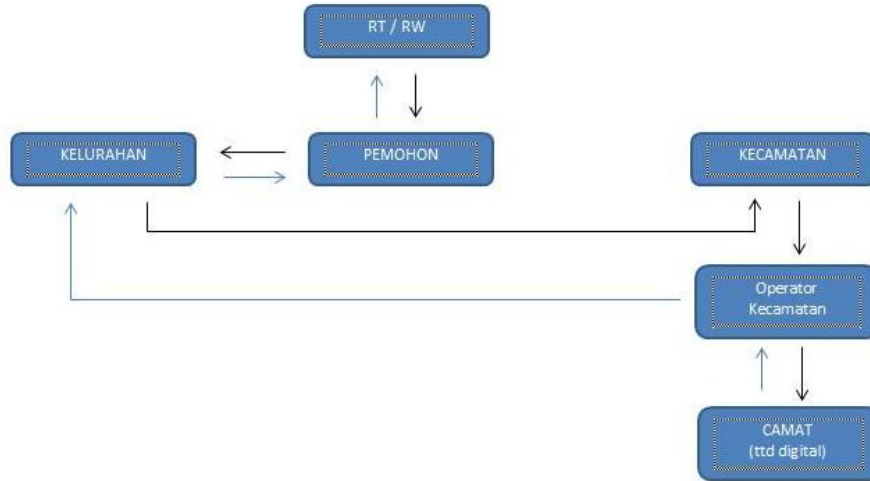 RT / RW
KELURAHAN
PEMOHON
KECAMATAN
Operator
Kecamatan
CAMAT
(ttd digital)